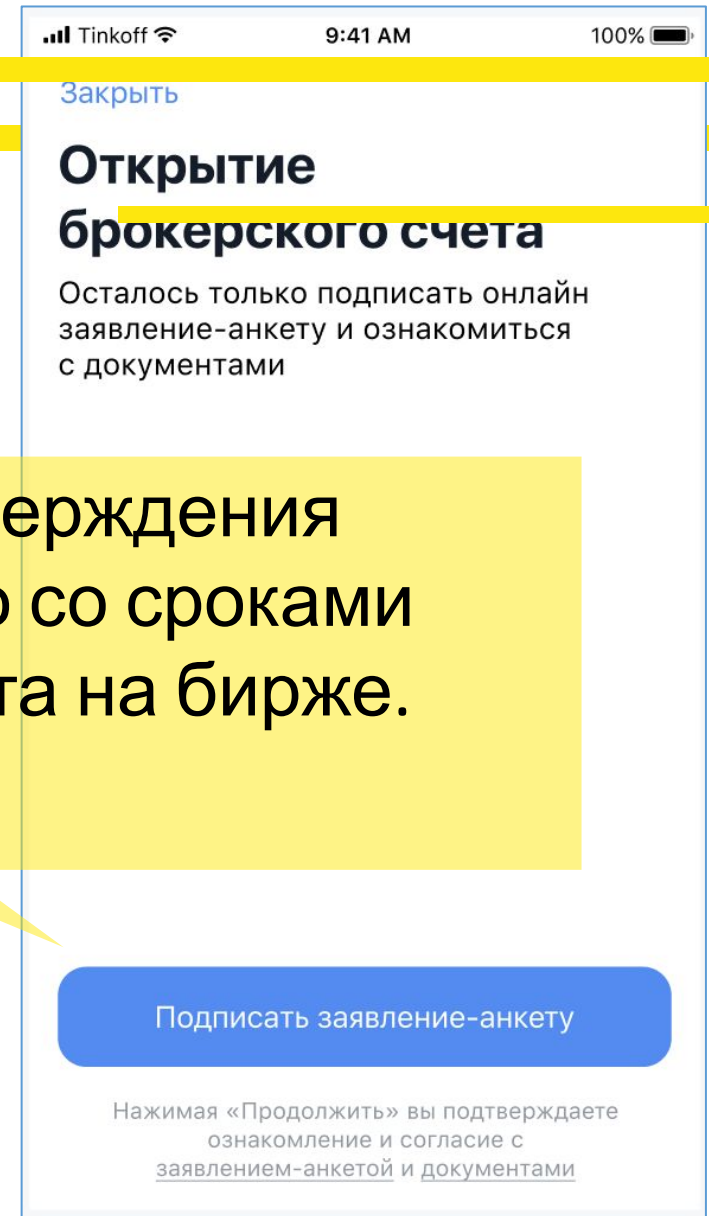 Tinkoff 9:41 AM 100%
Закрыть
Открытие
брокерского счета
Осталось только подписать онлайн
заявление-анкету и ознакомиться
с документами
ерждения
со сроками
на бирже.
Подписать заявление-анкету
Нажимая «Продолжить» вы подтверждаете
ознакомление и согласие с
заявлением-анкетой и документами